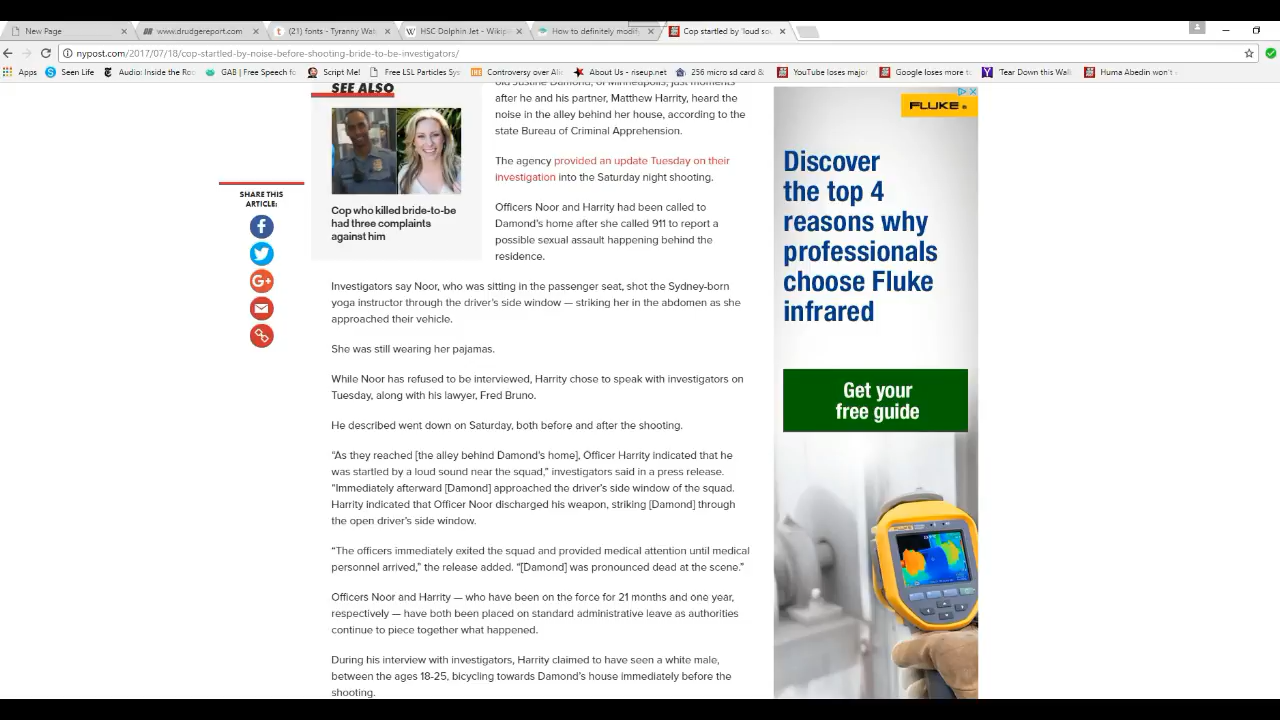 New Page
www.drudgereport.com
(21) fonts - Tyranny Wat
HSC Dolphin Jet - Wikip
How to definitely modif
Cop startled by 'loud so
nypost.com/2017/07/18/cop-startled-by-noise-before-shooting-bride-to-be-investigators/
Apps
Seen Life
Audio: Inside the Ro
GAB | Free Speech fo
Script Me!
Free LSL Particles Sys
Controversy over Ali
About Us - riseup.net
256 micro sd card &
YouTube loses major
Google loses more
'Tear Down this Wall
Huma Abedin won't
SEE ALSO
Cop who killed bride-to-be
had three complaints
against him
SHARE THIS
ARTICLE:
old Justine Damond, of Minneapolis, just moments
after he and his partner, Matthew Harrity, heard the
noise in the alley behind her house, according to the
state Bureau of Criminal Apprehension.
The agency provided an update Tuesday on their
investigation into the Saturday night shooting.
Officers Noor and Harrity had been called to
Damond's home after she called 911 to report a
possible sexual assault happening behind the
residence.
Investigators say Noor, who was sitting in the passenger seat, shot the Sydney-born
yoga instructor through the driver's side window — striking her in the abdomen as she
approached their vehicle.
She was still wearing her pajamas.
While Noor has refused to be interviewed, Harrity chose to speak with investigators on
Tuesday, along with his lawyer, Fred Bruno.
He described went down on Saturday, both before and after the shooting.
“As they reached [the alley behind Damond's home], Officer Harrity indicated that he
was startled by a loud sound near the squad,” investigators said in a press release.
“Immediately afterward [Damond] approached the driver's side window of the squad.
Harrity indicated that Officer Noor discharged his weapon, striking [Damond] through
the open driver's side window.
“The officers immediately exited the squad and provided medical attention until medical
personnel arrived,” the release added. “[Damond] was pronounced dead at the scene.”
Officers Noor and Harrity — who have been on the force for 21 months and one year,
respectively — have both been placed on standard administrative leave as authorities
continue to piece together what happened.
During his interview with investigators, Harrity claimed to have seen a white male,
between the ages 18-25, bicycling towards Damond's house immediately before the
shooting.
FLUKE
Discover
the top 4
reasons why
professionals
choose Fluke
infrared
Get your
free guide